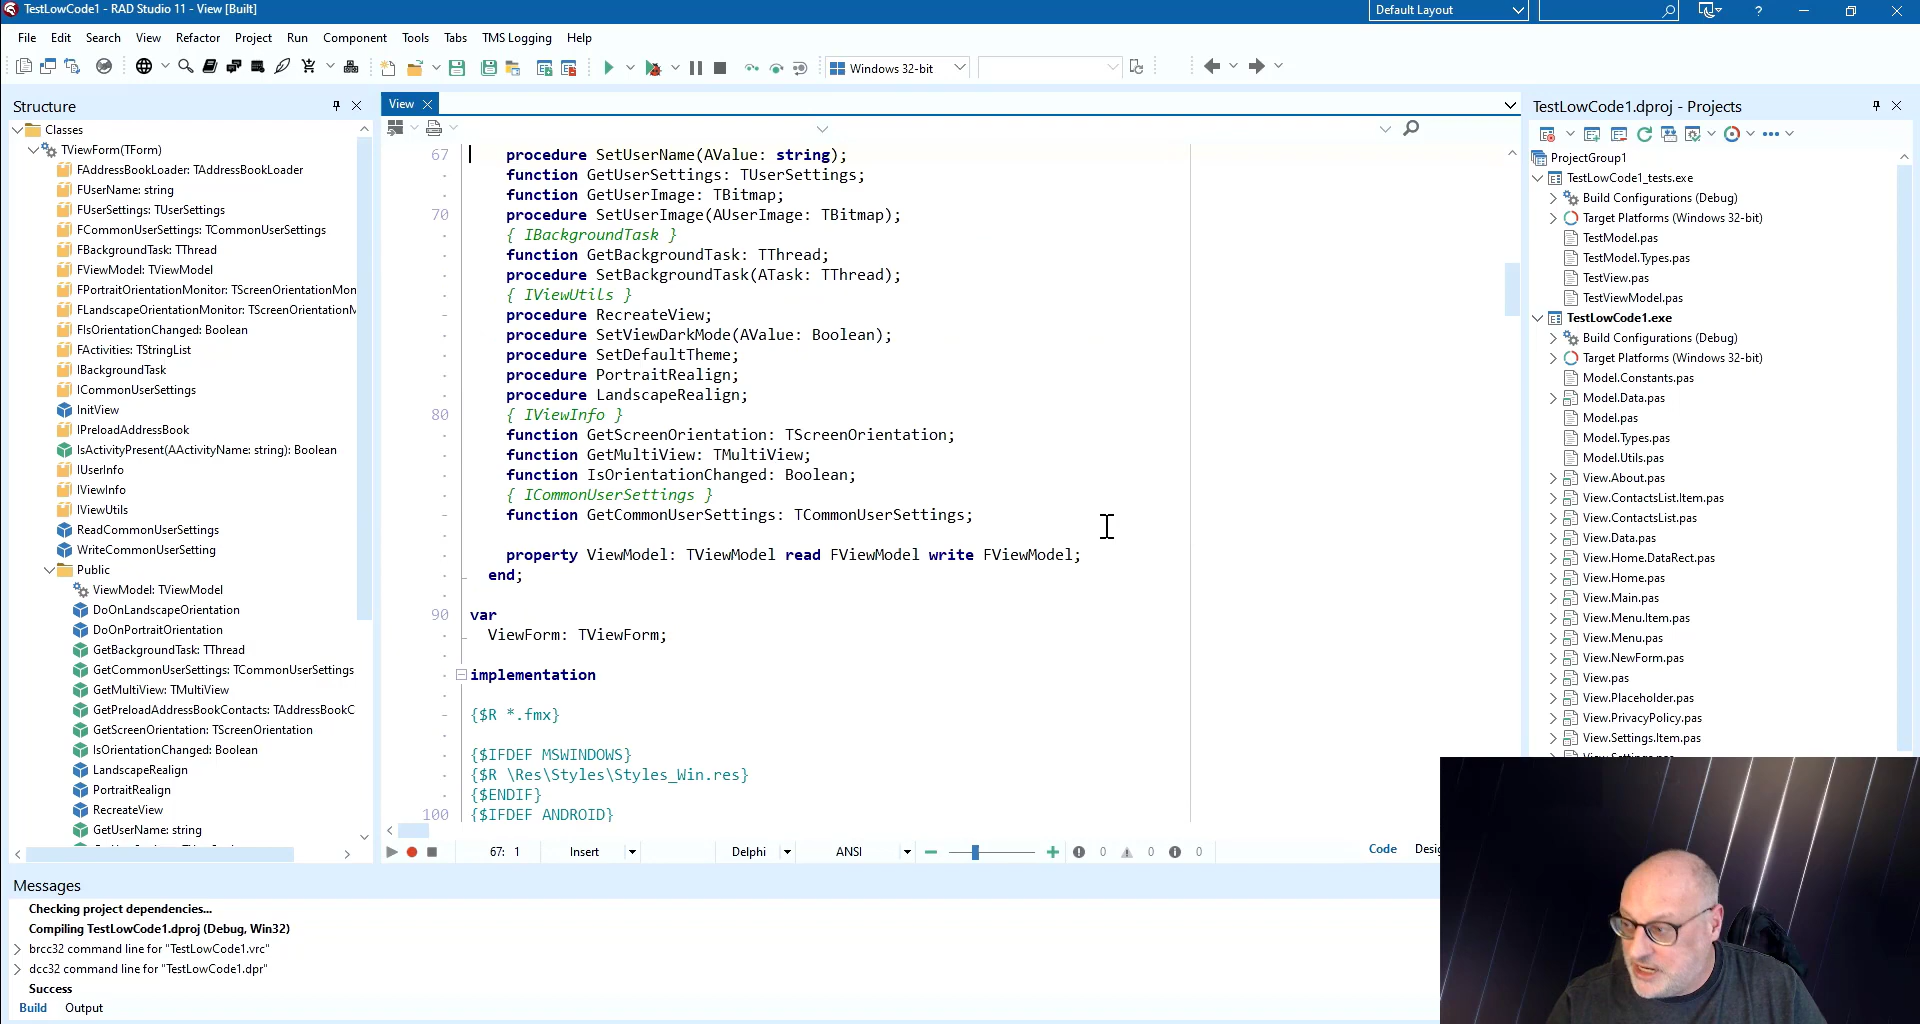 TestLowCode1 - RAD Studio 11 - View [Built]
Default Layout
File Edit Search View Refactor Project Run Component Tools Tabs TMS Logging Help
Windows 32-bit
Structure
Classes
TViewForm(TForm)
FAddressBookLoader: TAddressBookLoader
FUserName: string
FUserSettings: TUserSettings
FCommonUserSettings: TCommonUserSettings
FBackgroundTask: TThread
FViewModel: TViewModel
FPortraitOrientationMonitor: TScreenOrientationMon
FLandscapeOrientationMonitor: TScreenOrientationM
FIsOrientationChanged: Boolean
FActivities: TStringList
IBackgroundTask
ICommonUserSettings
InitView
IPreloadAddressBook
IsActivityPresent(AActivityName: string): Boolean
IUserInfo
IViewInfo
IViewUtils
ReadCommonUserSettings
WriteCommonUserSetting
Public
ViewModel: TViewModel
DoOnLandscapeOrientation
DoOnPortraitOrientation
GetBackgroundTask: TThread
GetCommonUserSettings: TCommonUserSettings
GetMultiView: TMultiView
GetPreloadAddressBookContacts: TAddressBookC
GetScreenOrientation: TScreenOrientation
IsOrientationChanged: Boolean
LandscapeRealign
PortraitRealign
RecreateView
GetUserName: string
View
67 procedure SetUserName(AValue: string);
function GetUserSettings: TUserSettings;
function GetUserImage: TBitmap;
70 procedure SetUserImage(AUserImage: TBitmap);
{ IBackgroundTask }
function GetBackgroundTask: TThread;
procedure SetBackgroundTask(ATask: TThread);
{ IViewUtils }
procedure RecreateView;
procedure SetViewDarkMode(AValue: Boolean);
procedure SetDefaultTheme;
procedure PortraitRealign;
procedure LandscapeRealign;
80 { IViewInfo }
function GetScreenOrientation: TScreenOrientation;
function GetMultiView: TMultiView;
function IsOrientationChanged: Boolean;
{ ICommonUserSettings }
function GetCommonUserSettings: TCommonUserSettings;
property ViewModel: TViewModel read FViewModel write FViewModel;
end;
90 var
ViewForm: TViewForm;
implementation
{$R *.fmx}
{$IFDEF MSWINDOWS}
{$R \Res\Styles\Styles_Win.res}
{$ENDIF}
100 {$IFDEF ANDROID}
67: 1 Insert Delphi ANSI 0 0 0 Code Desig
TestLowCode1.dproj - Projects
ProjectGroup1
TestLowCode1_tests.exe
Build Configurations (Debug)
Target Platforms (Windows 32-bit)
TestModel.pas
TestModel.Types.pas
TestView.pas
TestViewModel.pas
TestLowCode1.exe
Build Configurations (Debug)
Target Platforms (Windows 32-bit)
Model.Constants.pas
Model.Data.pas
Model.pas
Model.Types.pas
Model.Utils.pas
View.About.pas
View.ContactsList.Item.pas
View.ContactsList.pas
View.Data.pas
View.Home.DataRect.pas
View.Home.pas
View.Main.pas
View.Menu.Item.pas
View.Menu.pas
View.NewForm.pas
View.pas
View.Placeholder.pas
View.PrivacyPolicy.pas
View.Settings.Item.pas
Messages
Checking project dependencies...
Compiling TestLowCode1.dproj (Debug, Win32)
brcc32 command line for "TestLowCode1.vrc"
dcc32 command line for "TestLowCode1.dpr"
Success
Build Output